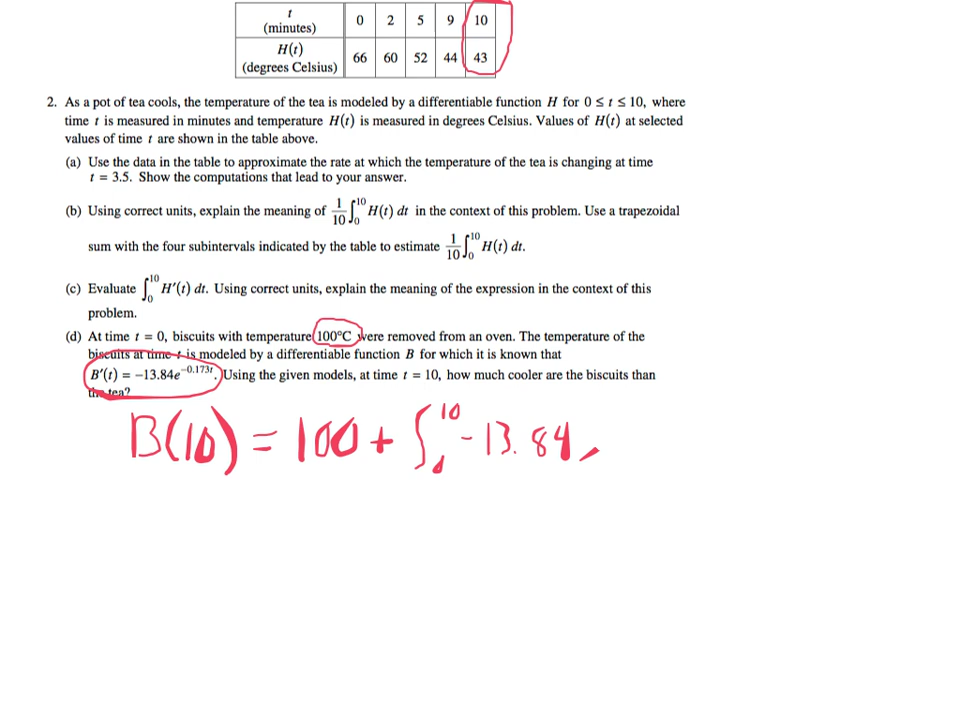 t (minutes) 0 2 5 9 10
H(t) (degrees Celsius) 66 60 52 44 43
2. As a pot of tea cools, the temperature of the tea is modeled by a differentiable function H for 0 ≤ t ≤ 10, where
time t is measured in minutes and temperature H(t) is measured in degrees Celsius. Values of H(t) at selected
values of time t are shown in the table above.
(a) Use the data in the table to approximate the rate at which the temperature of the tea is changing at time
t = 3.5. Show the computations that lead to your answer.
(b) Using correct units, explain the meaning of 1/10 ∫₀¹⁰ H(t) dt in the context of this problem. Use a trapezoidal
sum with the four subintervals indicated by the table to estimate 1/10 ∫₀¹⁰ H(t) dt.
(c) Evaluate ∫₀¹⁰ H′(t) dt. Using correct units, explain the meaning of the expression in the context of this
problem.
(d) At time t = 0, biscuits with temperature 100°C were removed from an oven. The temperature of the
biscuits at time t is modeled by a differentiable function B for which it is known that
B′(t) = −13.84e^(−0.173t). Using the given models, at time t = 10, how much cooler are the biscuits than
the tea?
B(10) = 100 + ∫₀¹⁰ -13.84